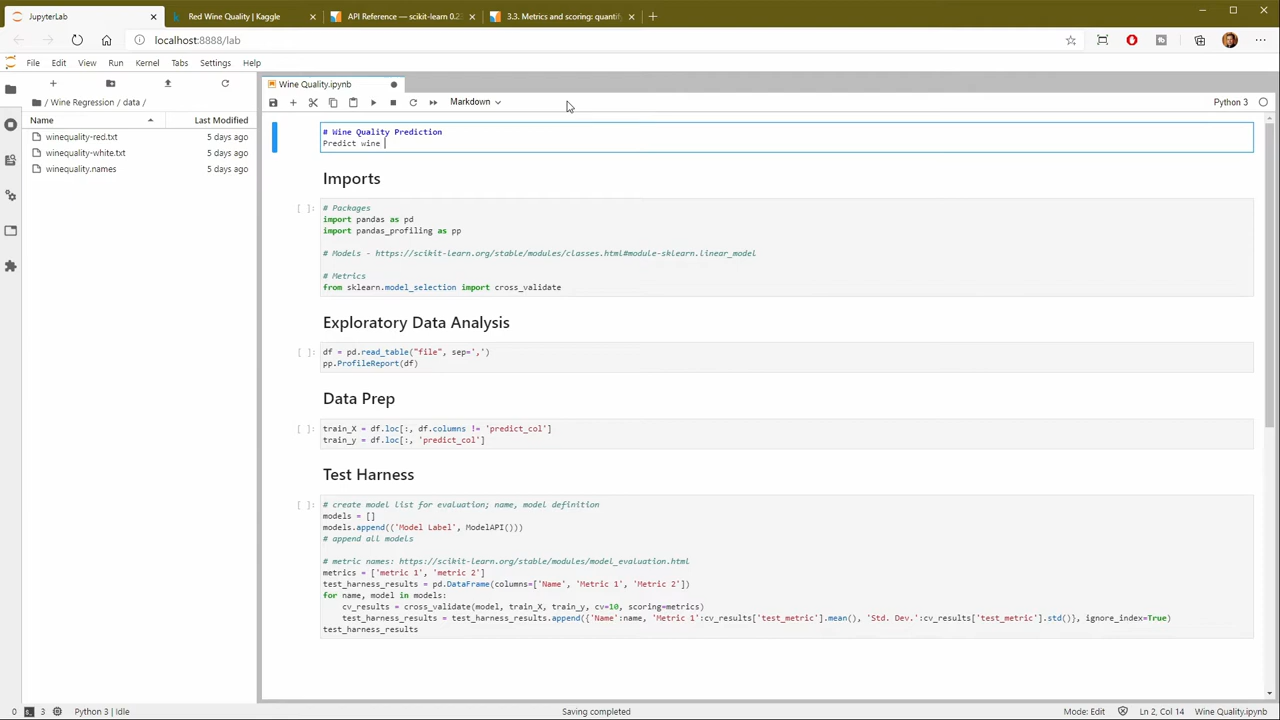 JupyterLab
Red Wine Quality | Kaggle
API Reference — scikit-learn 0.2
3.3. Metrics and scoring: quantif
localhost:8888/lab
File Edit View Run Kernel Tabs Settings Help
Wine Quality.ipynb
/ Wine Regression / data /
Markdown
Python 3
Name Last Modified
winequality-red.txt 5 days ago
winequality-white.txt 5 days ago
winequality.names 5 days ago
# Wine Quality Prediction
Predict wine
Imports
[ ]:
# Packages
import pandas as pd
import pandas_profiling as pp
# Models - https://scikit-learn.org/stable/modules/classes.html#module-sklearn.linear_model
# Metrics
from sklearn.model_selection import cross_validate
Exploratory Data Analysis
[ ]:
df = pd.read_table("file", sep=',')
pp.ProfileReport(df)
Data Prep
[ ]:
train_X = df.loc[:, df.columns != 'predict_col']
train_y = df.loc[:, 'predict_col']
Test Harness
[ ]:
# create model list for evaluation; name, model definition
models = []
models.append(('Model Label', ModelAPI()))
# append all models
# metric names: https://scikit-learn.org/stable/modules/model_evaluation.html
metrics = ['metric 1', 'metric 2']
test_harness_results = pd.DataFrame(columns=['Name', 'Metric 1', 'Metric 2'])
for name, model in models:
cv_results = cross_validate(model, train_X, train_y, cv=10, scoring=metrics)
test_harness_results = test_harness_results.append({'Name':name, 'Metric 1':cv_results['test_metric'].mean(), 'Std. Dev.':cv_results['test_metric'].std()}, ignore_index=True)
test_harness_results
0 3 Python 3 | Idle
Saving completed
Mode: Edit Ln 2, Col 14 Wine Quality.ipynb